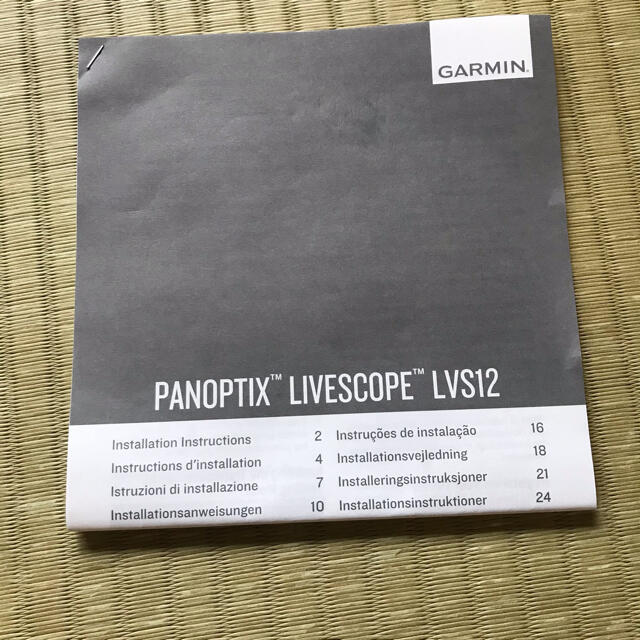 GARMIN.
PANOPTIX™ LIVESCOPE™ LVS12
Installation Instructions 2
Instructions d'installation 4
Istruzioni di installazione 7
Installationsanweisungen 10
Instruções de instalação 16
Installationsvejledning 18
Installeringsinstruksjoner 21
Installationsinstruktioner 24